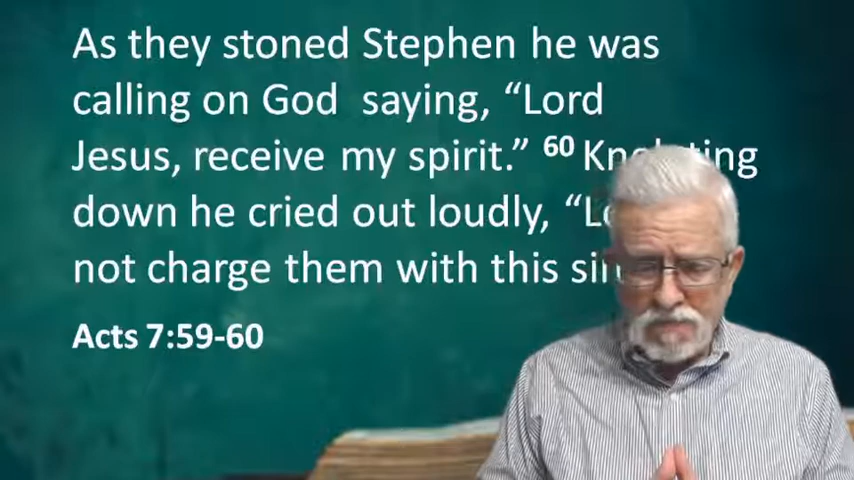 As they stoned Stephen he was
calling on God saying, “Lord
Jesus, receive my spirit.” 60
down he cried out loudly, “
not charge them with this
Acts 7:59-60